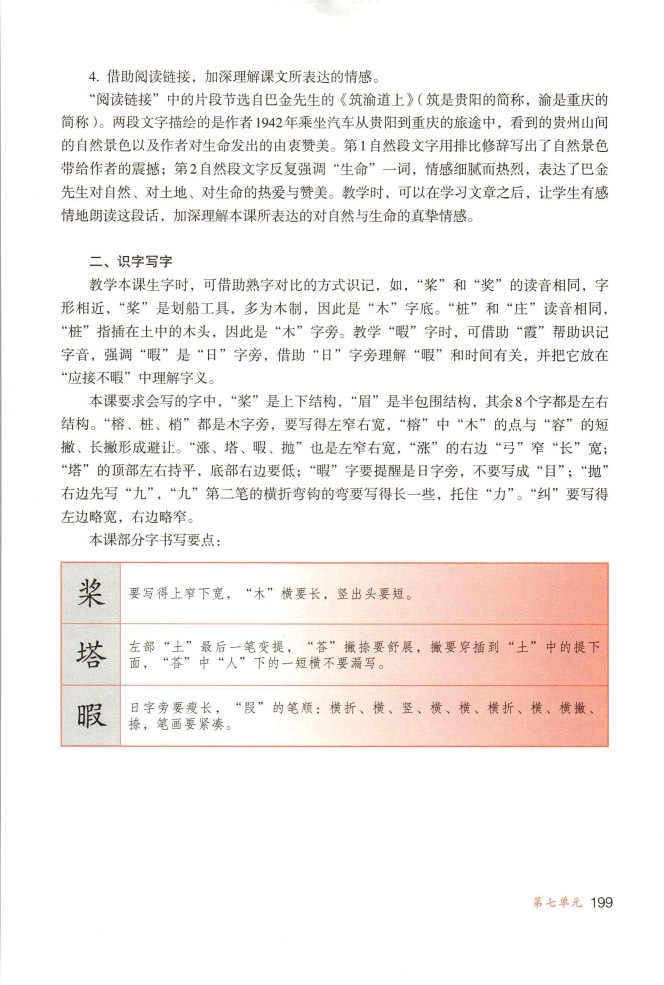 4. 借助阅读链接，加深理解课文所表达的情感。
“阅读链接”中的片段节选自巴金先生的《筑渝道上》（筑是贵阳的简称，渝是重庆的
简称）。两段文字描绘的是作者1942年乘坐汽车从贵阳到重庆的旅途中，看到的贵州山间
的自然景色以及作者对生命发出的由衷赞美。第1自然段文字用排比修辞写出了自然景色
带给作者的震撼；第2自然段文字反复强调“生命”一词，情感细腻而热烈，表达了巴金
先生对自然、对土地、对生命的热爱与赞美。教学时，可以在学习文章之后，让学生有感
情地朗读这段话，加深理解本课所表达的对自然与生命的真挚情感。
二、识字写字
教学本课生字时，可借助熟字对比的方式识记，如，“桨”和“奖”的读音相同，字
形相近，“桨”是划船工具，多为木制，因此是“木”字底。“桩”和“庄”读音相同，
“桩”指插在土中的木头，因此是“木”字旁。教学“暇”字时，可借助“霞”帮助识记
字音，强调“暇”是“日”字旁，借助“日”字旁理解“暇”和时间有关，并把它放在
“应接不暇”中理解字义。
本课要求会写的字中，“桨”是上下结构，“眉”是半包围结构，其余8个字都是左右
结构。“榕、桩、梢”都是木字旁，要写得左窄右宽，“榕”中“木”的点与“容”的短
撇、长撇形成避让。“涨、塔、暇、抛”也是左窄右宽，“涨”的右边“弓”窄“长”宽；
“塔”的顶部左右持平，底部右边要低；“暇”字要提醒是日字旁，不要写成“目”；“抛”
右边先写“九”，“九”第二笔的横折弯钩的弯要写得长一些，托住“力”。“纠”要写得
左边略宽，右边略窄。
本课部分字书写要点：
桨 要写得上窄下宽，“木”横要长，竖出头要短。
塔 左部“土”最后一笔变提，“荅”撇捺要舒展，撇要穿插到“土”中的提下
面，“荅”中“人”下的一短横不要漏写。
暇 日字旁要瘦长，“叚”的笔顺：横折、横、竖、横、横、横折、横、横撇、
捺，笔画要紧凑。
第七单元 199